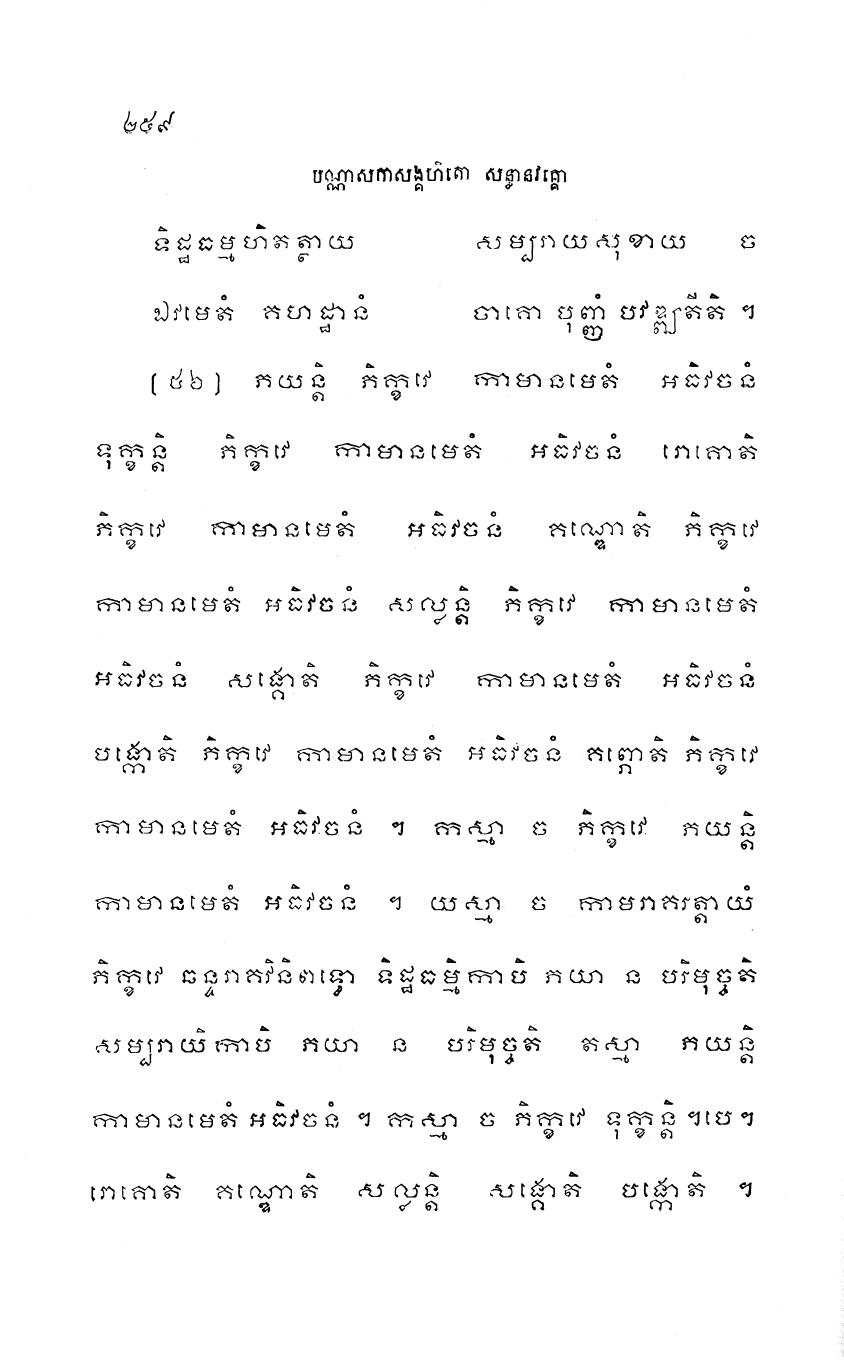 ២៥៩
បណ្ណាសកាសង្គហិតោ សន្ធានវគ្គោ
ទិដ្ឋធម្មហិតត្ថាយ សម្បរាយសុខាយ ច
ឯវមេតំ គហដ្ឋានំ ចាគោ បុញ្ញំ បវឌ្ឍតីតិ ។
(៥៦) ភយន្តិ ភិក្ខវេ កាមានមេតំ អធិវចនំ
ទុក្ខន្តិ ភិក្ខវេ កាមានមេតំ អធិវចនំ រោគោតិ
ភិក្ខវេ កាមានមេតំ អធិវចនំ គណ្ឌោតិ ភិក្ខវេ
កាមានមេតំ អធិវចនំ សល្លន្តិ ភិក្ខវេ កាមានមេតំ
អធិវចនំ សង្គោតិ ភិក្ខវេ កាមានមេតំ អធិវចនំ
បង្កោតិ ភិក្ខវេ កាមានមេតំ អធិវចនំ គព្ភោតិ ភិក្ខវេ
កាមានមេតំ អធិវចនំ ។ កស្មា ច ភិក្ខវេ ភយន្តិ
កាមានមេតំ អធិវចនំ ។ យស្មា ច កាមរាគរត្តាយំ
ភិក្ខវេ ឆន្ទរាគវិនិពទ្ធោ ទិដ្ឋធម្មិកាបិ ភយា ន បរិមុច្ចតិ
សម្បរាយិកាបិ ភយា ន បរិមុច្ចតិ តស្មា ភយន្តិ
កាមានមេតំ អធិវចនំ ។ កស្មា ច ភិក្ខវេ ទុក្ខន្តិ ។បេ។
រោគោតិ គណ្ឌោតិ សល្លន្តិ សង្គោតិ បង្កោតិ ។